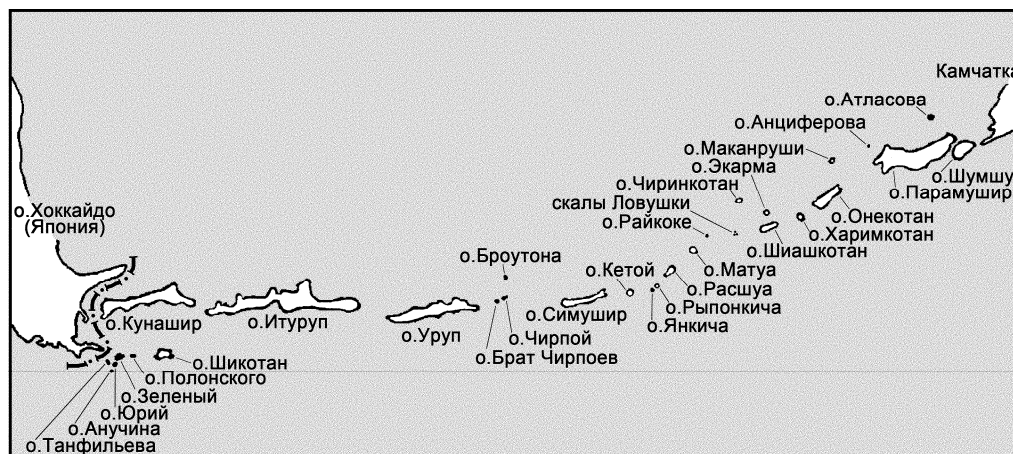 Камчатка
о.Атласова
о.Анциферова
о.Маканруши
о.Экарма
о.Шумшу
о.Чиринкотан
о.Парамушир
скалы Ловушки
о.Хоккайдо
(Япония)
о.Онекотан
о.Райкоке
о.Харимкотан
о.Шиашкотан
о.Броутона
о.Кетой
о.Матуа
о.Расшуа
о.Рыпонкича
о.Кунашир
о.Итуруп
о.Симушир
о.Янкича
о.Уруп
о.Чирпой
о.Брат Чирпоев
о.Шикотан
о.Полонского
о.Зеленый
о.Юрий
о.Анучина
о.Танфильева